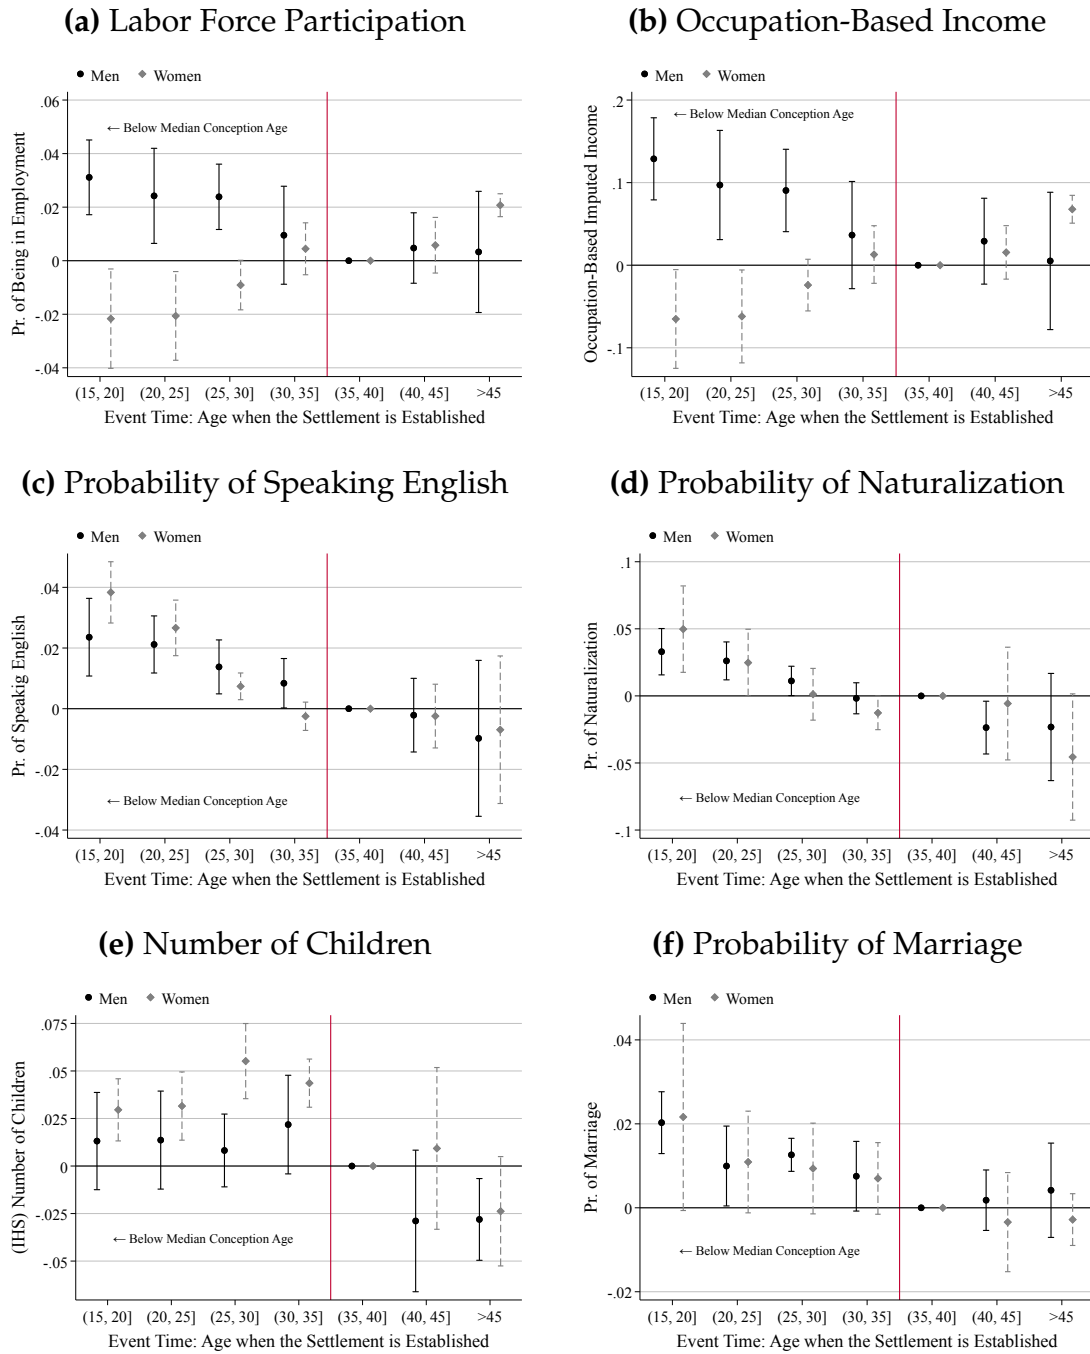 (a) Labor Force Participation
Men Women
.06
.04
.02
0
-.02
-.04
Pr. of Being in Employment
← Below Median Conception Age
(15, 20] (20, 25] (25, 30] (30, 35] (35, 40] (40, 45] >45
Event Time: Age when the Settlement is Established
(b) Occupation-Based Income
Men Women
.2
.1
0
-.1
Occupation-Based Imputed Income
← Below Median Conception Age
(15, 20] (20, 25] (25, 30] (30, 35] (35, 40] (40, 45] >45
Event Time: Age when the Settlement is Established
(c) Probability of Speaking English
Men Women
.04
.02
0
-.02
-.04
Pr. of Speakig English
← Below Median Conception Age
(15, 20] (20, 25] (25, 30] (30, 35] (35, 40] (40, 45] >45
Event Time: Age when the Settlement is Established
(d) Probability of Naturalization
Men Women
.1
.05
0
-.05
-.1
Pr. of Naturalization
← Below Median Conception Age
(15, 20] (20, 25] (25, 30] (30, 35] (35, 40] (40, 45] >45
Event Time: Age when the Settlement is Established
(e) Number of Children
Men Women
.075
.05
.025
0
-.025
-.05
(IHS) Number of Children
← Below Median Conception Age
(15, 20] (20, 25] (25, 30] (30, 35] (35, 40] (40, 45] >45
Event Time: Age when the Settlement is Established
(f) Probability of Marriage
Men Women
.04
.02
0
-.02
Pr. of Marriage
← Below Median Conception Age
(15, 20] (20, 25] (25, 30] (30, 35] (35, 40] (40, 45] >45
Event Time: Age when the Settlement is Established